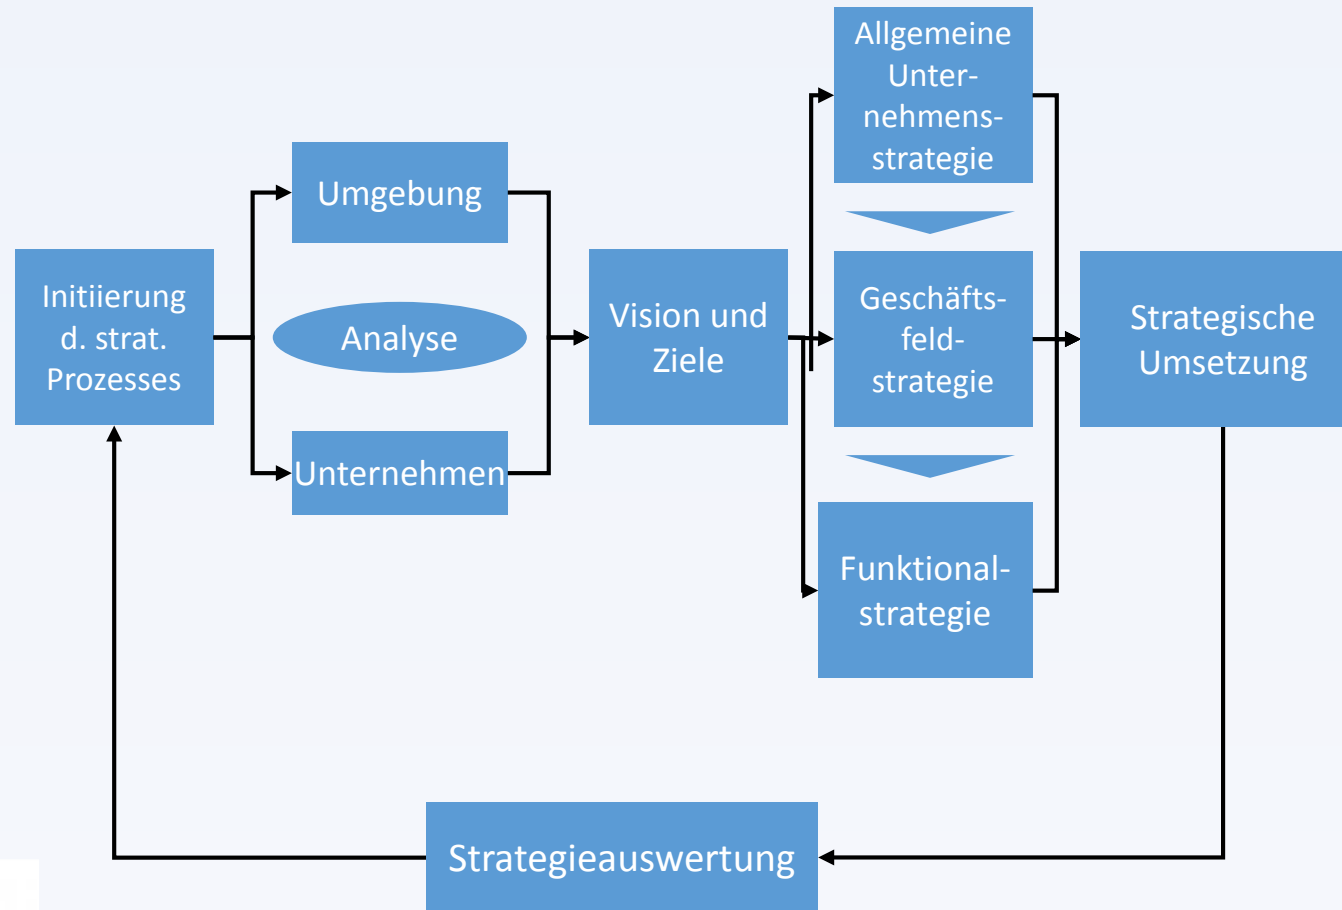 Initiierung
d. strat.
Prozesses
Umgebung
Analyse
Unternehmen
Vision und
Ziele
Allgemeine
Unter-
nehmens-
strategie
Geschäfts-
feld-
strategie
Funktional-
strategie
Strategische
Umsetzung
Strategieauswertung